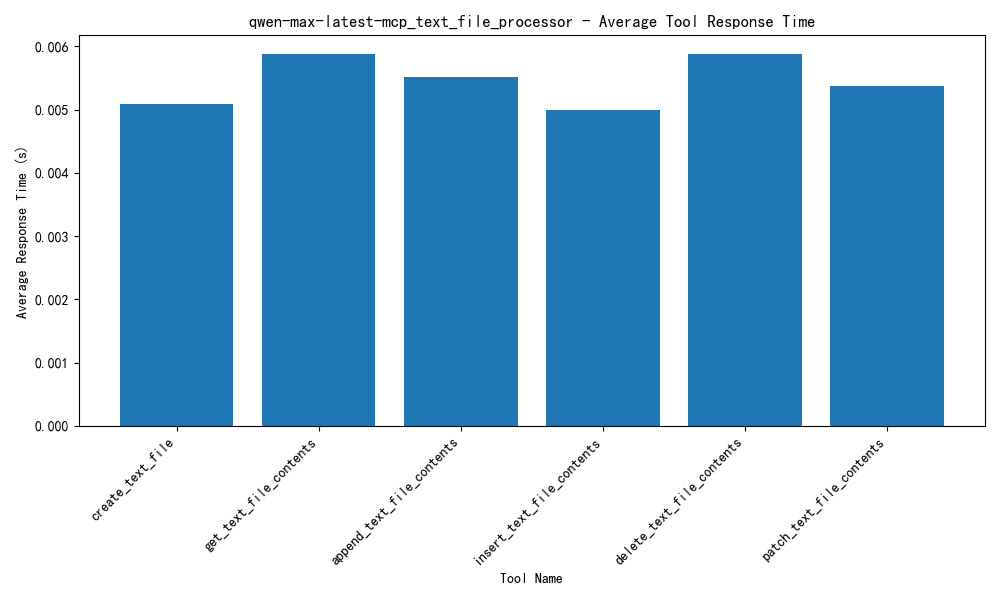 qwen-max-latest-mcp_text_file_processor - Average Tool Response Time
Average Response Time (s)
0.006
0.005
0.004
0.003
0.002
0.001
0.000
create_text_file
get_text_file_contents
append_text_file_contents
insert_text_file_contents
delete_text_file_contents
patch_text_file_contents
Tool Name